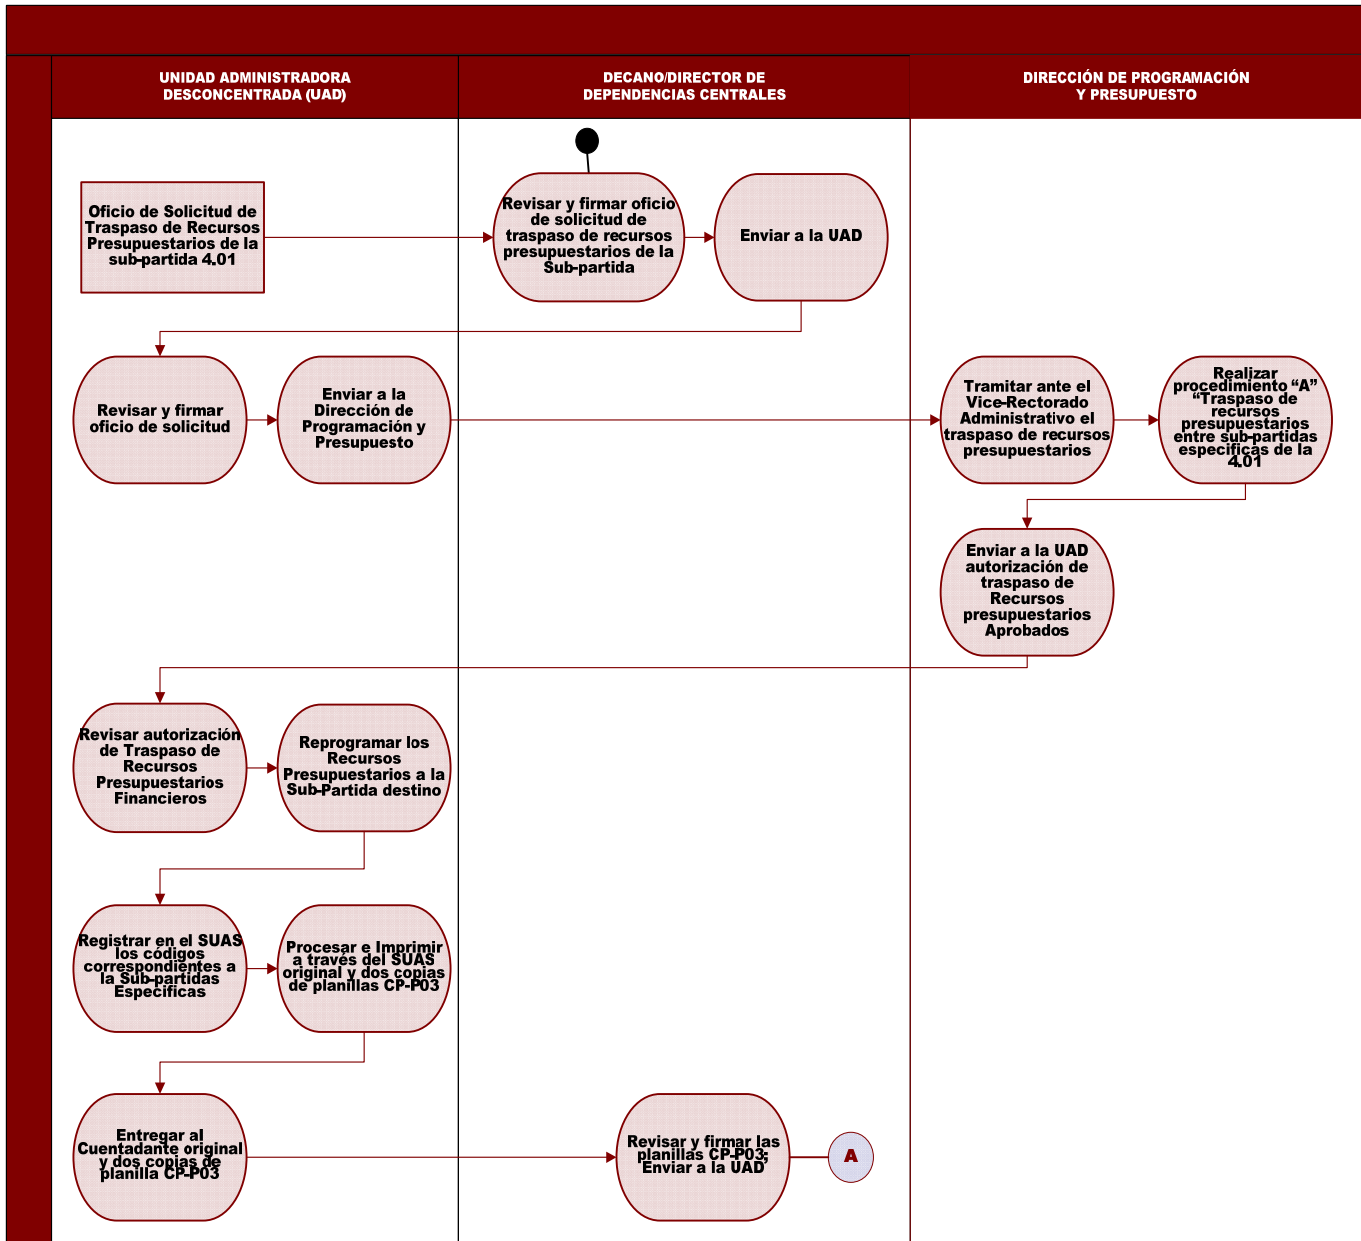 UNIDAD ADMINISTRADORA
DESCONCENTRADA (UAD)
DECANO/DIRECTOR DE
DEPENDENCIAS CENTRALES
DIRECCIÓN DE PROGRAMACIÓN
Y PRESUPUESTO
Oficio de Solicitud de
Traspaso de Recursos
Presupuestarios de la
sub-partida 4.01
Revisar y firmar oficio
de solicitud de
traspaso de recursos
presupuestarios de la
Sub-partida
Enviar a la UAD
Revisar y firmar
oficio de solicitud
Enviar a la
Dirección de
Programación y
Presupuesto
Tramitar ante el
Vice-Rectorado
Administrativo el
traspaso de recursos
presupuestarios
Realizar
procedimiento “A”
“Traspaso de
recursos
presupuestarios
entre sub-partidas
especificas de la
4.01
Enviar a la UAD
autorización de
traspaso de
Recursos
presupuestarios
Aprobados
Revisar autorización
de Traspaso de
Recursos
Presupuestarios
Financieros
Reprogramar los
Recursos
Presupuestarios a la
Sub-Partida destino
Registrar en el SUAS
los códigos
correspondientes a
la Sub-partidas
Especificas
Procesar e Imprimir
a través del SUAS
original y dos copias
de planillas CP-P03
Entregar al
Cuentadante original
y dos copias de
planilla CP-P03
Revisar y firmar las
planillas CP-P03;
Enviar a la UAD
A